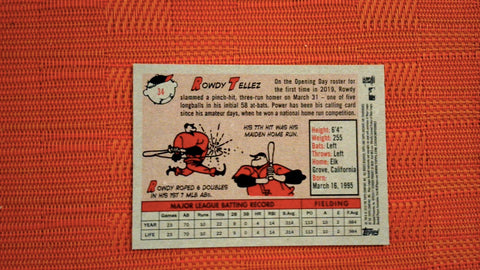 34
ROWDY TELLEZ
On the Opening Day roster for
the first time in 2019, Rowdy
slammed a pinch-hit, three-run homer on March 31 – one of five
longballs in his initial 58 at-bats. Power has been his calling card
since his amateur days, when he won a national home run competition.
HIS 7TH HIT WAS HIS
MAIDEN HOME RUN.
ROWDY ROPED 6 DOUBLES
IN HIS 1ST 7 MLB ABs.
Height: 6'4"
Weight: 255
Bats: Left
Throws: Left
Home: Elk
Grove, California
Born:
March 16, 1995
MAJOR LEAGUE BATTING RECORD FIELDING
Games AB Runs Hits 2B 3B HR RBI B.Avg PO A E F.Avg
YEAR 23 70 10 22 9 0 4 14 .314
LIFE 23 70 10 22 9 0 4 14 .314
topps